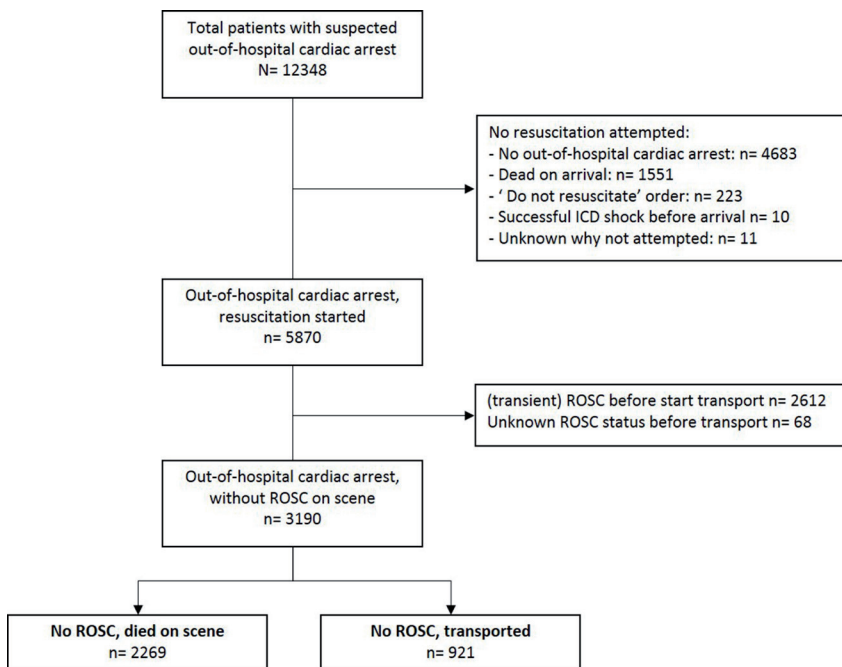 Total patients with suspected
out-of-hospital cardiac arrest
N= 12348
No resuscitation attempted:
- No out-of-hospital cardiac arrest: n= 4683
- Dead on arrival: n= 1551
- ‘ Do not resuscitate’ order: n= 223
- Successful ICD shock before arrival n= 10
- Unknown why not attempted: n= 11
Out-of-hospital cardiac arrest,
resuscitation started
n= 5870
(transient) ROSC before start transport n= 2612
Unknown ROSC status before transport n= 68
Out-of-hospital cardiac arrest,
without ROSC on scene
n= 3190
No ROSC, died on scene
n= 2269
No ROSC, transported
n= 921